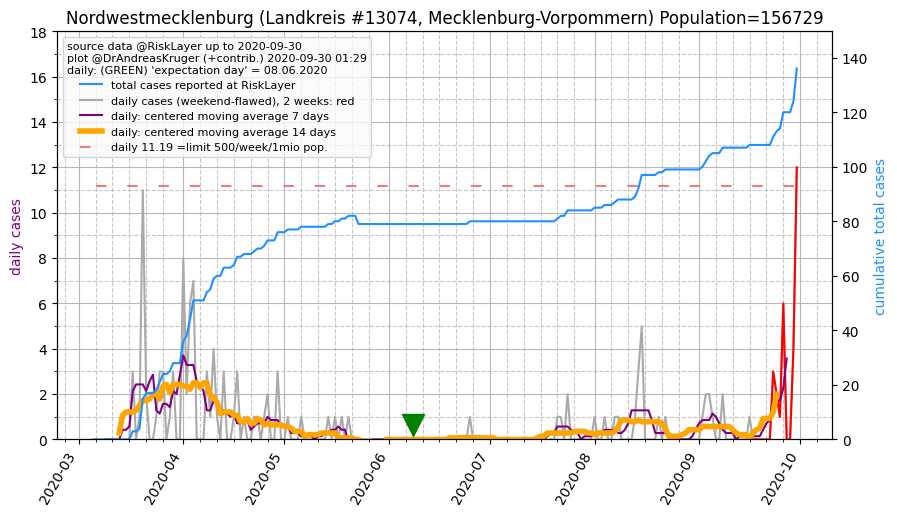 Nordwestmecklenburg (Landkreis #13074, Mecklenburg-Vorpommern) Population=156729
source data @RiskLayer up to 2020-09-30
plot @DrAndreasKruger (+contrib.) 2020-09-30 01:29
daily: (GREEN) 'expectation day' = 08.06.2020
total cases reported at RiskLayer
daily cases (weekend-flawed), 2 weeks: red
daily: centered moving average 7 days
daily: centered moving average 14 days
daily 11.19 =limit 500/week/1mio pop.
daily cases
18
16
14
12
10
8
6
4
2
0
cumulative total cases
140
120
100
80
60
40
20
0
2020-03
2020-04
2020-05
2020-06
2020-07
2020-08
2020-09
2020-10